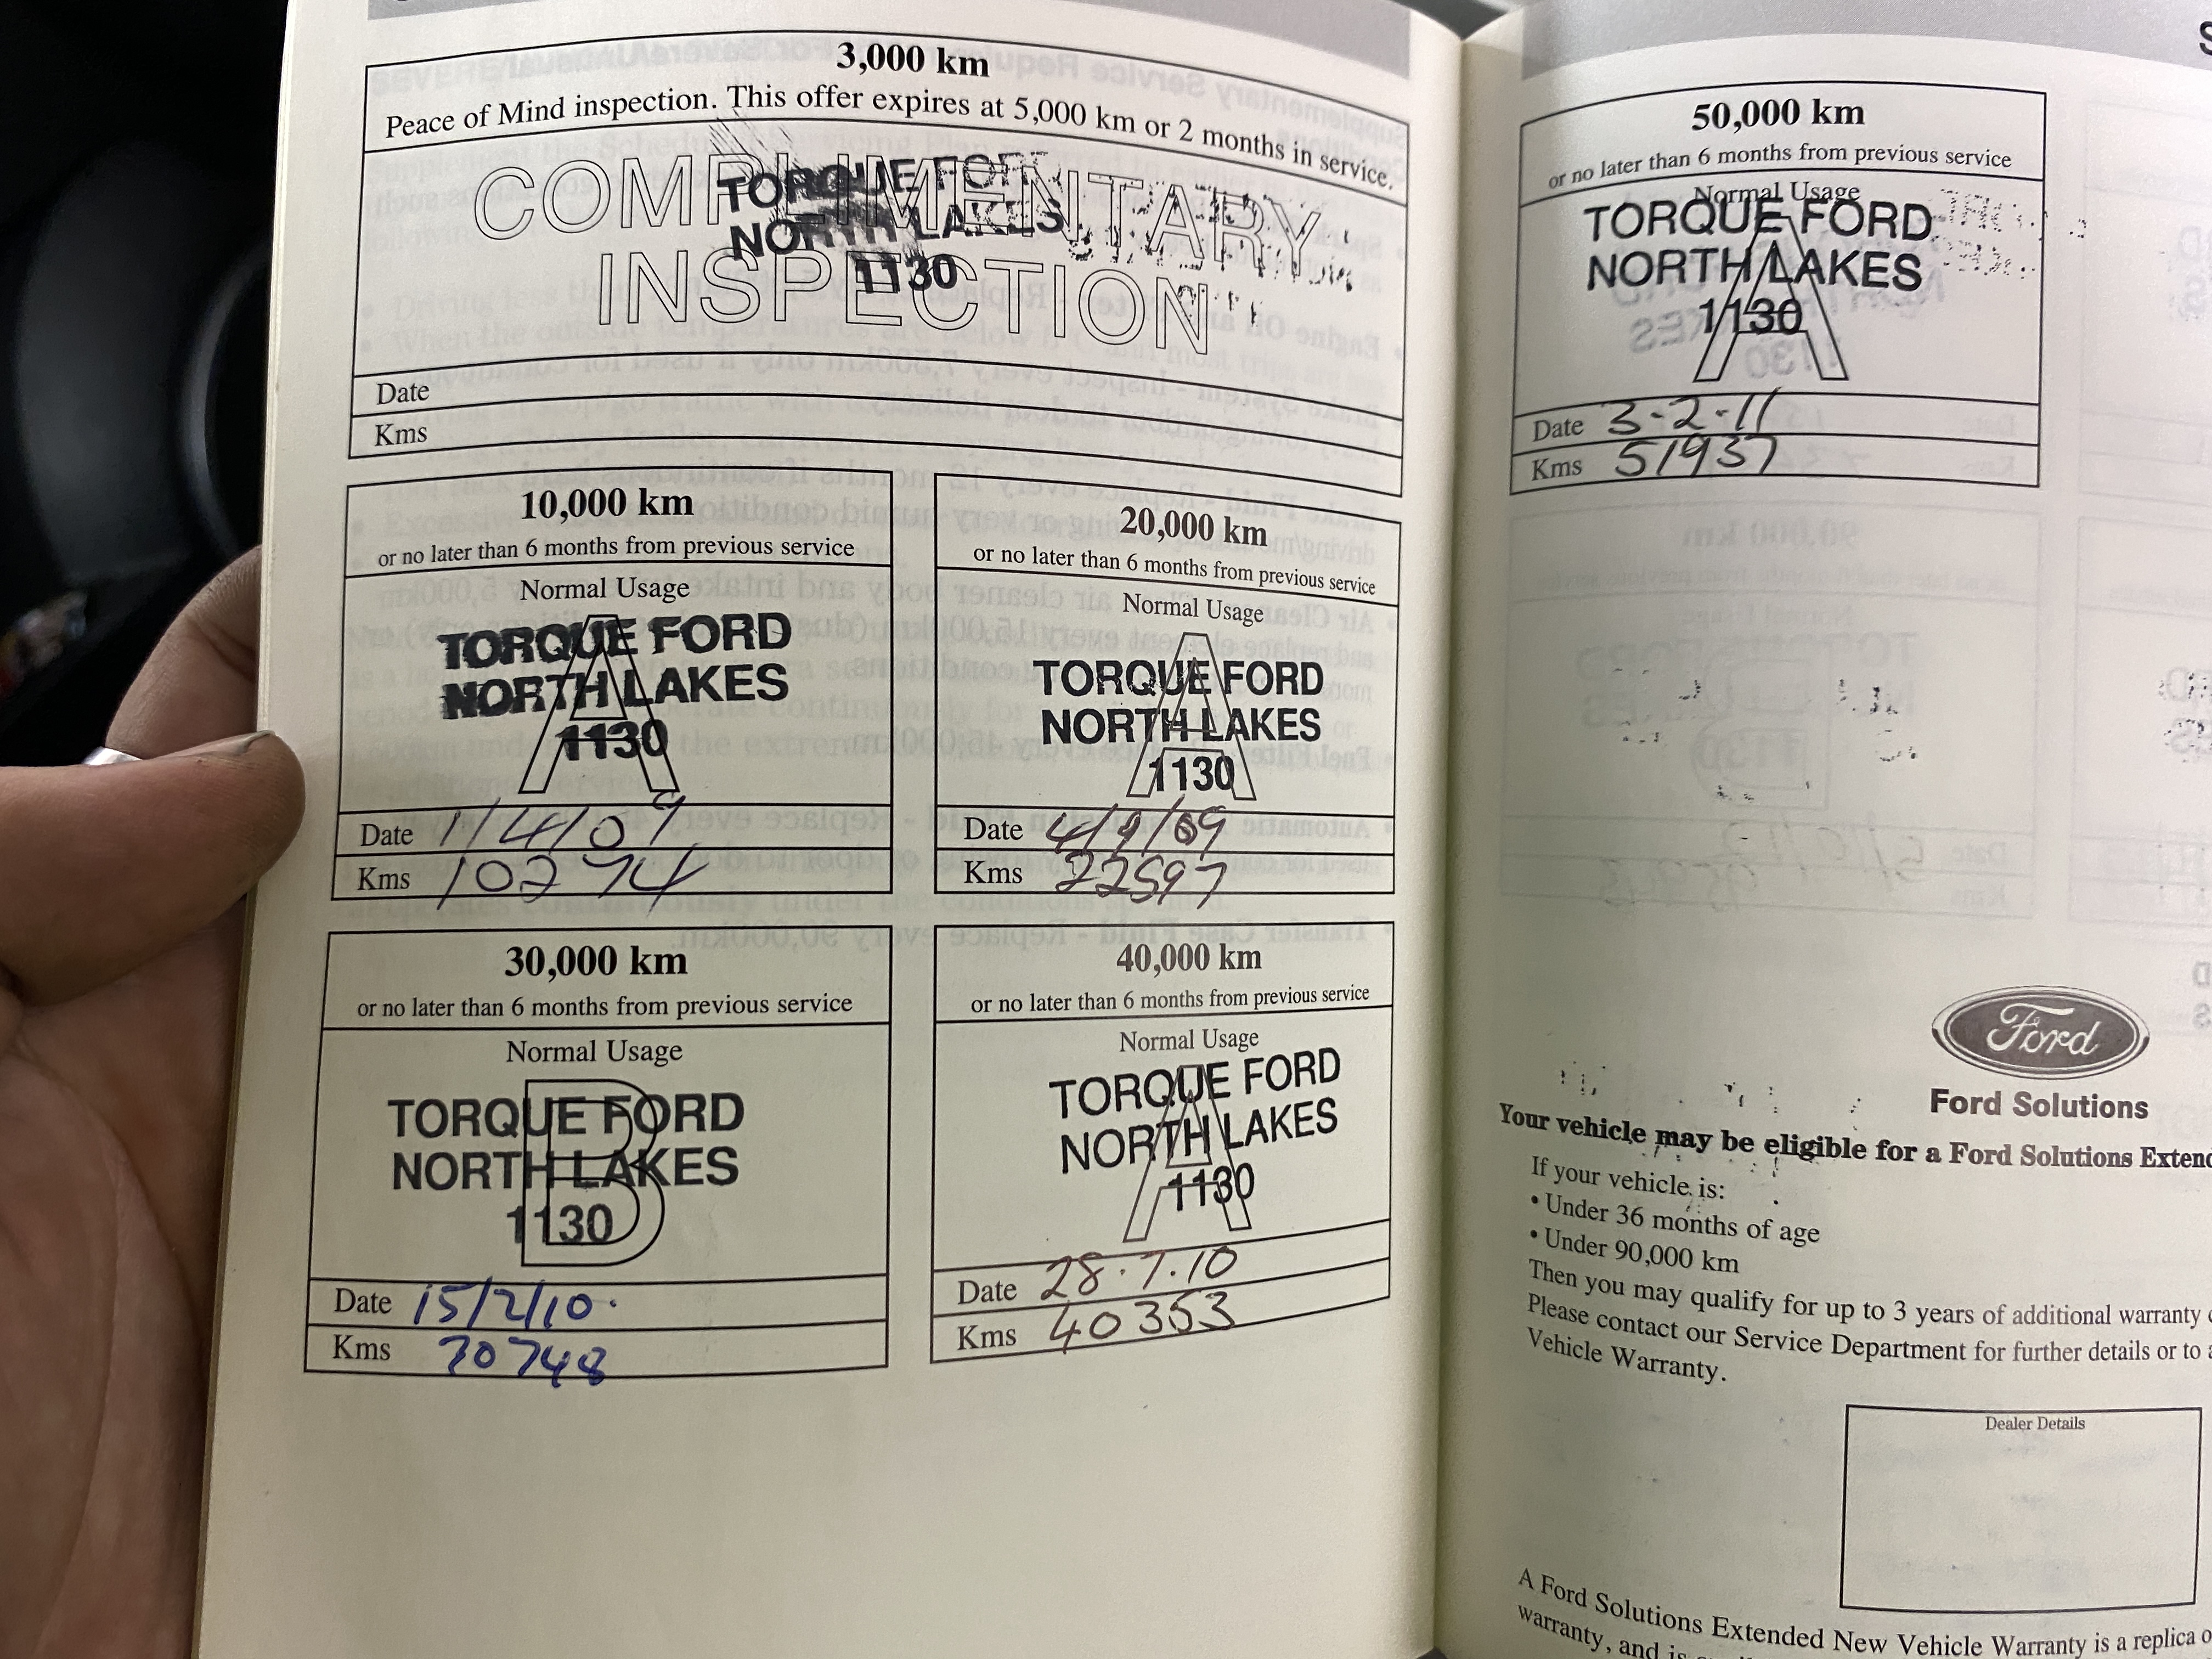 3,000 km
Peace of Mind inspection. This offer expires at 5,000 km or 2 months in service.
COMPLIMENTARY
INSPECTION
TORQUE FORD
NORTH LAKES
1130
Date
Kms
10,000 km
or no later than 6 months from previous service
Normal Usage
A
TORQUE FORD
NORTH LAKES
1130
Date 1/4/09
Kms 10274
20,000 km
or no later than 6 months from previous service
Normal Usage
A
TORQUE FORD
NORTH LAKES
1130
Date 4/9/09
Kms 22597
30,000 km
or no later than 6 months from previous service
Normal Usage
B
TORQUE FORD
NORTH LAKES
1130
Date 15/2/10.
Kms 30748
40,000 km
or no later than 6 months from previous service
Normal Usage
A
TORQUE FORD
NORTH LAKES
1130
Date 28.7.10
Kms 40353
50,000 km
or no later than 6 months from previous service
Normal Usage
A
TORQUE FORD
NORTH LAKES
1130
Date 3-2-11
Kms 51937
Ford
Ford Solutions
Your vehicle may be eligible for a Ford Solutions
If your vehicle is:
• Under 36 months of age
• Under 90,000 km
Then you may qualify for up to 3 years of additional warranty
Please contact our Service Department for further details or to
Vehicle Warranty.
Dealer Details
A Ford Solutions Extended New Vehicle Warranty is a replica
warranty, and is